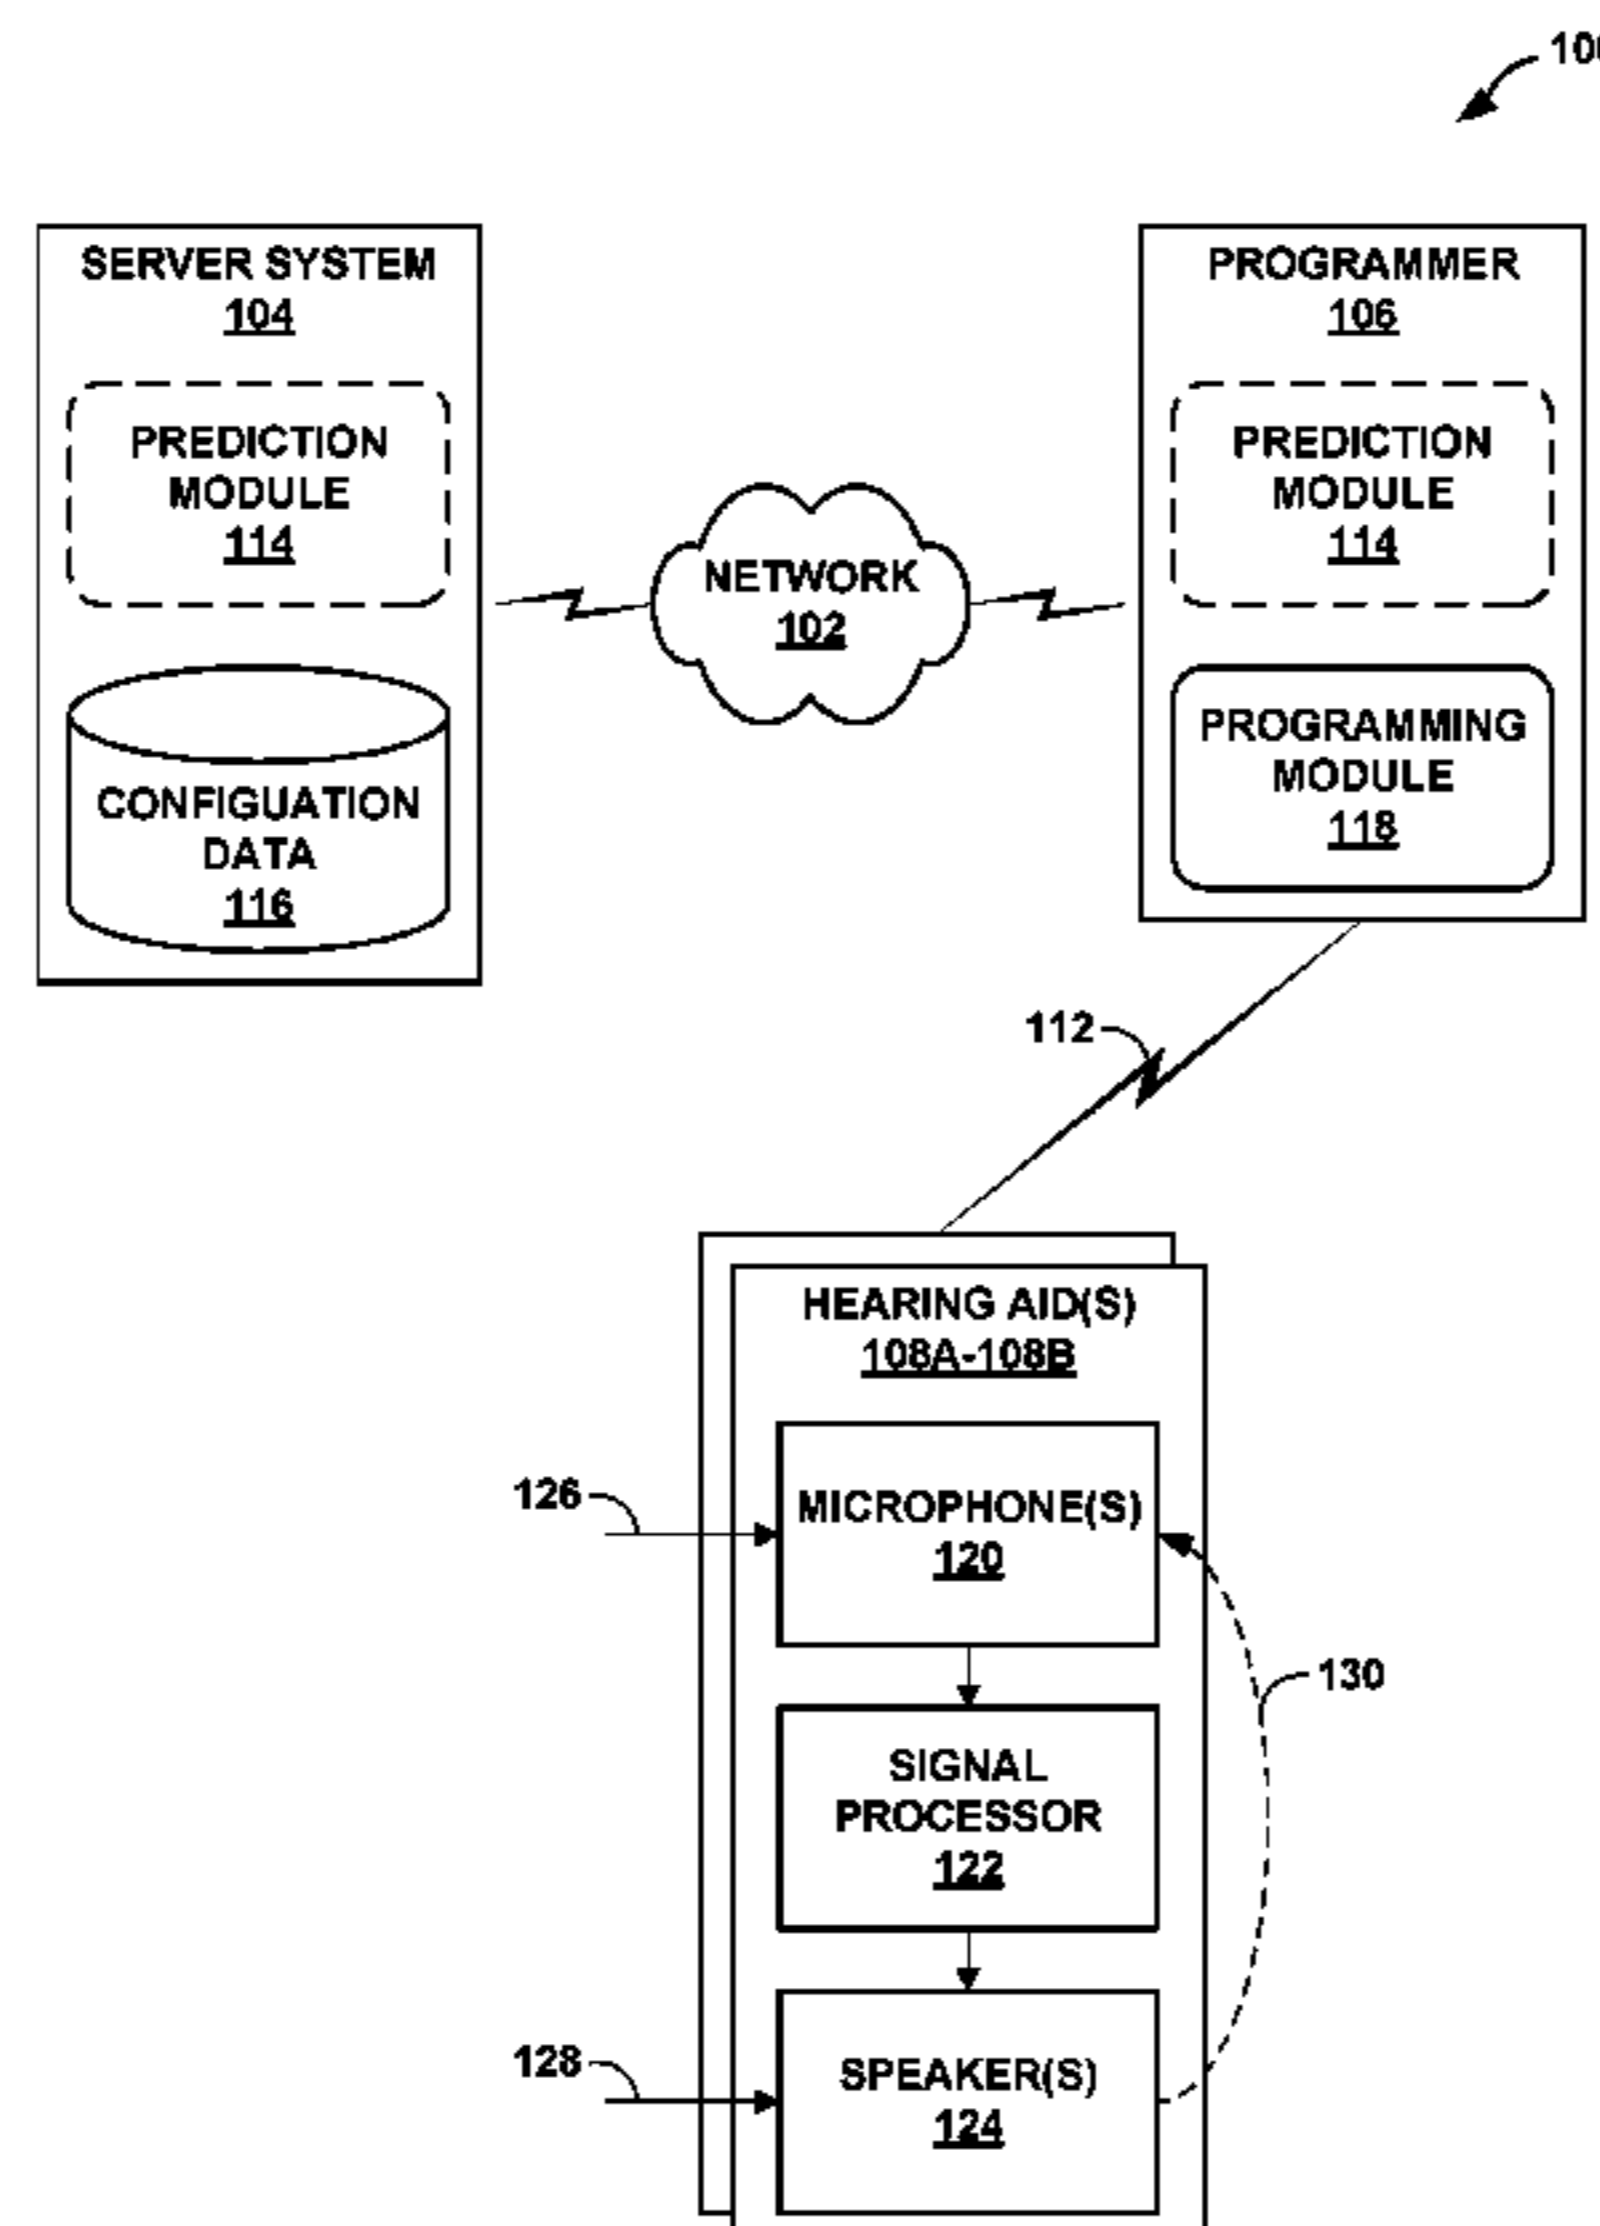 100
SERVER SYSTEM
104
PREDICTION
MODULE
114
CONFIGUATION
DATA
116
NETWORK
102
PROGRAMMER
106
PREDICTION
MODULE
114
PROGRAMMING
MODULE
118
112
HEARING AID(S)
108A-108B
126
MICROPHONE(S)
120
130
SIGNAL
PROCESSOR
122
128
SPEAKER(S)
124